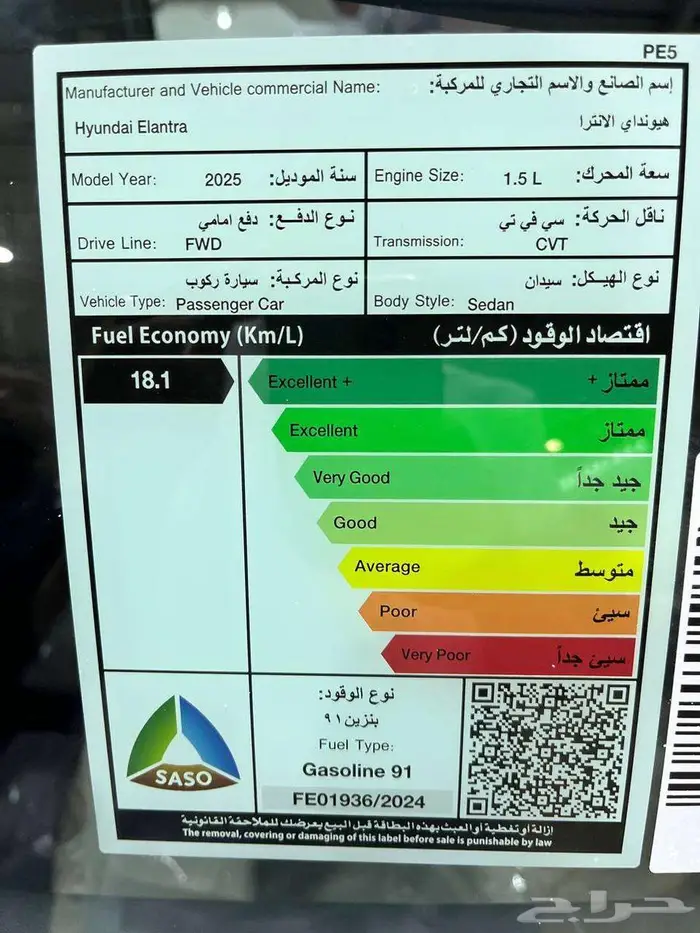 PE5
Manufacturer and Vehicle commercial Name: إسم الصانع والاسم التجاري للمركبة:
Hyundai Elantra هيونداي الانترا
Model Year: 2025 سنة الموديل:
Engine Size: 1.5 L سعة المحرك:
نوع الدفع: دفع امامي
Drive Line: FWD
ناقل الحركة: سي في تي
Transmission: CVT
نوع المركبة: سيارة ركوب
Vehicle Type: Passenger Car
نوع الهيكل: سيدان
Body Style: Sedan
Fuel Economy (Km/L) اقتصاد الوقود (كم/لتر)
18.1
Excellent + ممتاز +
Excellent ممتاز
Very Good جيد جداً
Good جيد
Average متوسط
Poor سيئ
Very Poor سيئ جداً
SASO
نوع الوقود:
بنزين ٩١
Fuel Type:
Gasoline 91
FE01936/2024
إزالة أو تغطية أو العبث بهذه البطاقة قبل البيع يعرضك للملاحقة القانونية
The removal, covering or damaging of this label before sale is punishable by law
حراج